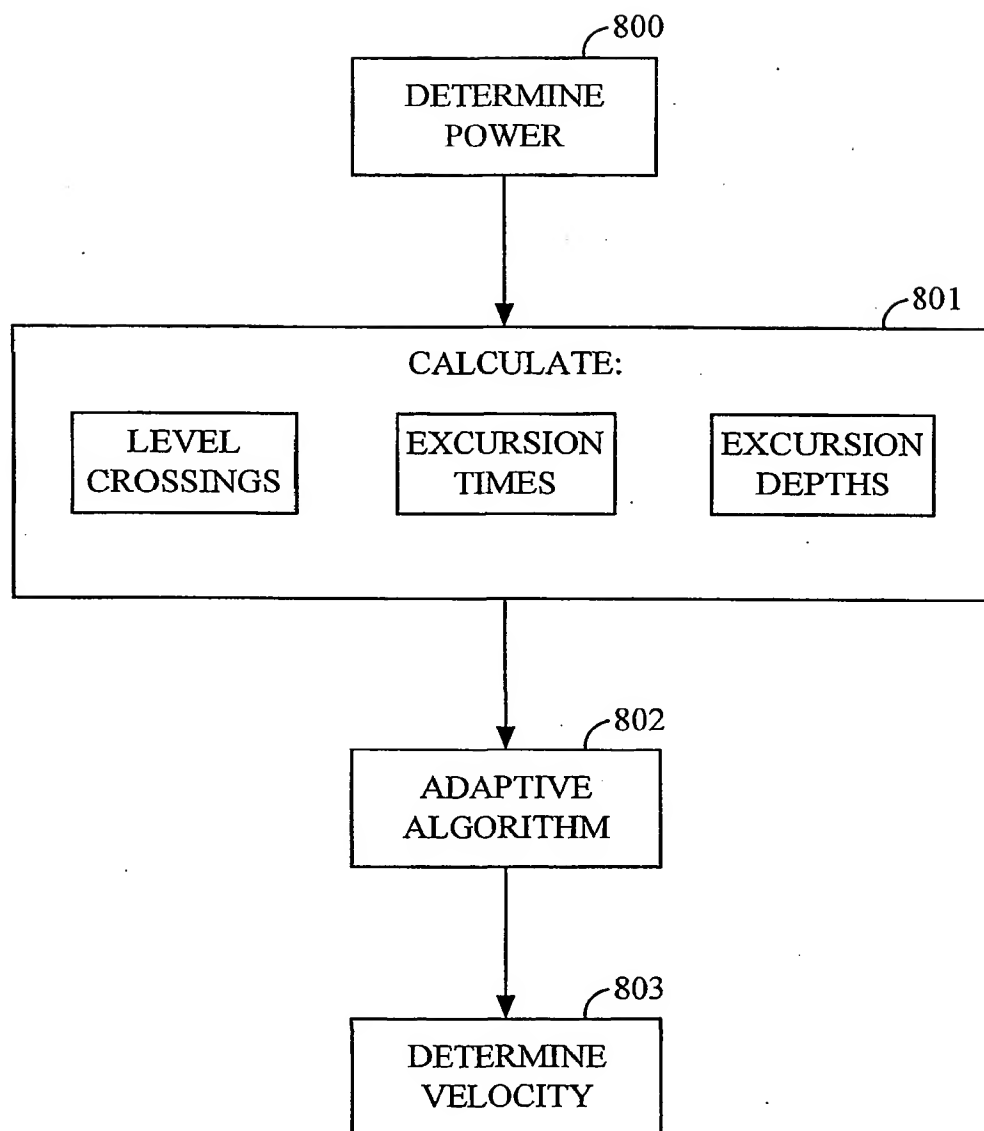 800
DETERMINE
POWER
801
CALCULATE:
LEVEL
CROSSINGS
EXCURSION
TIMES
EXCURSION
DEPTHS
802
ADAPTIVE
ALGORITHM
803
DETERMINE
VELOCITY